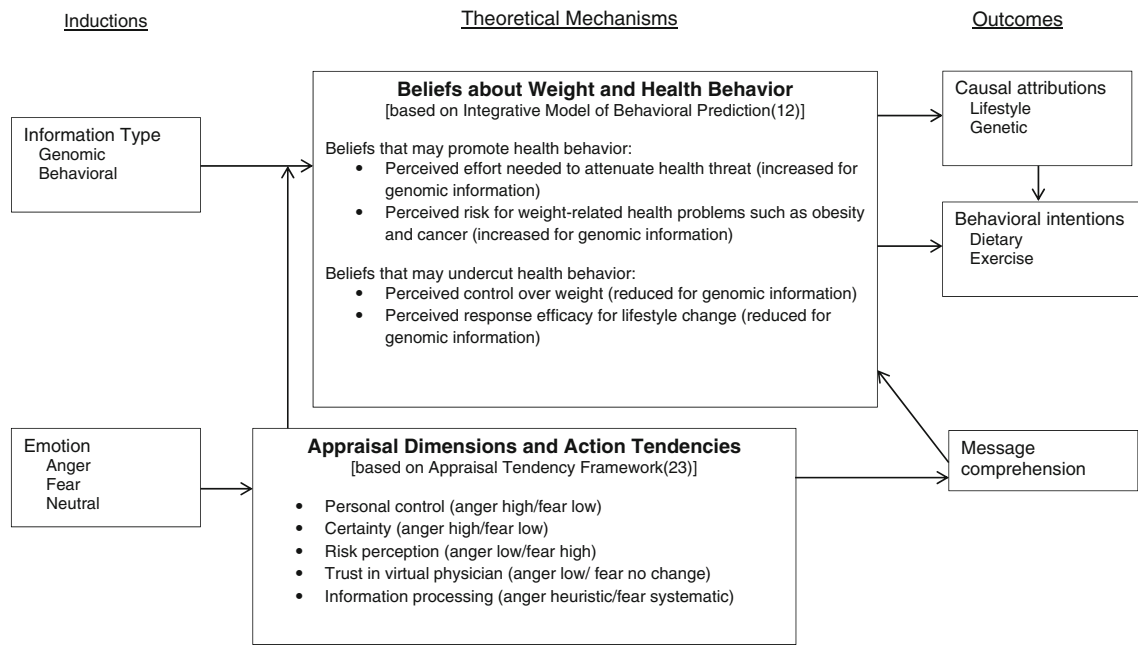 Inductions
Theoretical Mechanisms
Outcomes
Information Type
Genomic
Behavioral
Beliefs about Weight and Health Behavior
[based on Integrative Model of Behavioral Prediction(12)]
Beliefs that may promote health behavior:
• Perceived effort needed to attenuate health threat (increased for
genomic information)
• Perceived risk for weight-related health problems such as obesity
and cancer (increased for genomic information)
Beliefs that may undercut health behavior:
• Perceived control over weight (reduced for genomic information)
• Perceived response efficacy for lifestyle change (reduced for
genomic information)
Causal attributions
Lifestyle
Genetic
Behavioral intentions
Dietary
Exercise
Emotion
Anger
Fear
Neutral
Appraisal Dimensions and Action Tendencies
[based on Appraisal Tendency Framework(23)]
• Personal control (anger high/fear low)
• Certainty (anger high/fear low)
• Risk perception (anger low/fear high)
• Trust in virtual physician (anger low/ fear no change)
• Information processing (anger heuristic/fear systematic)
Message
comprehension